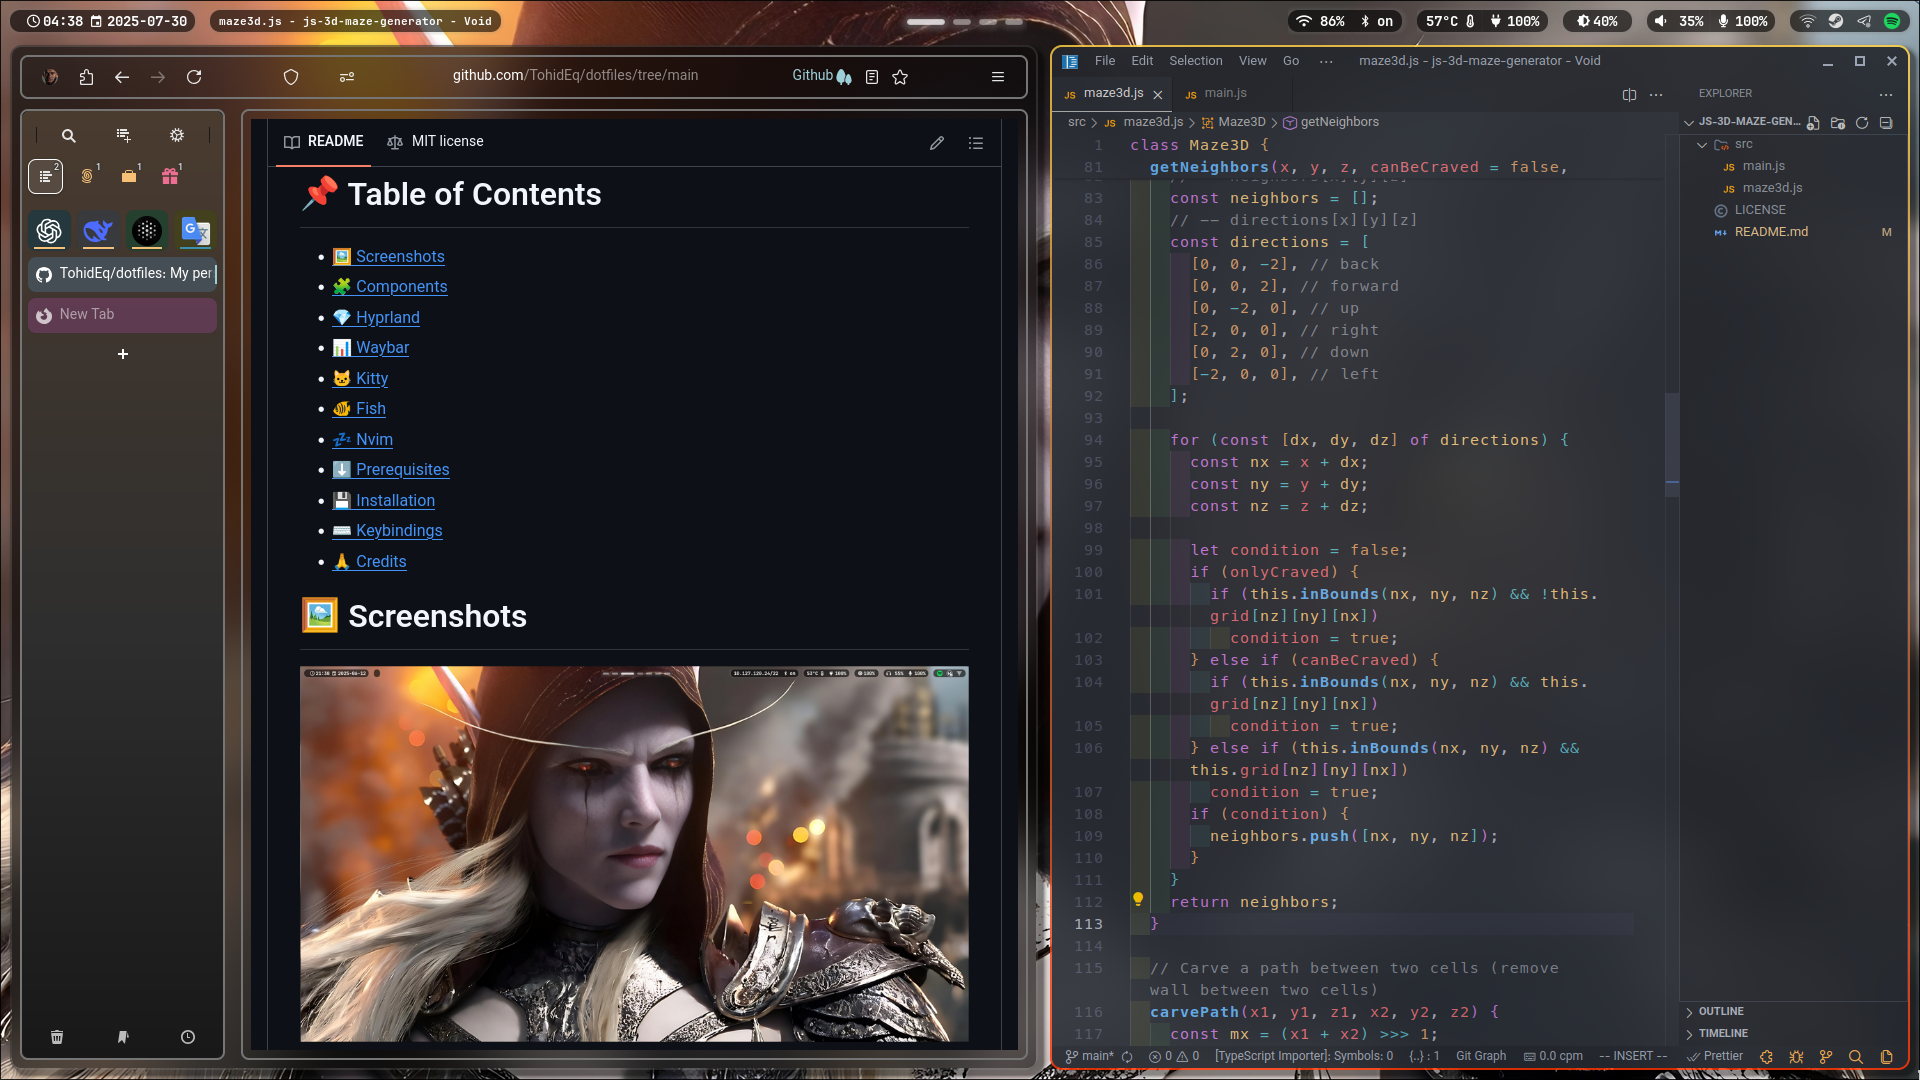 04:38 2025-07-30
maze3d.js - js-3d-maze-generator - Void
86% on
57°C 100%
40%
35% 100%
github.com/TohidEq/dotfiles/tree/main
Github
2
1
1
1
TohidEq/dotfiles: My per
New Tab
README
MIT license
📌 Table of Contents
🖼️ Screenshots
🧩 Components
💎 Hyprland
📊 Waybar
🐱 Kitty
🐠 Fish
💤 Nvim
⬇️ Prerequisites
💾 Installation
⌨️ Keybindings
🙏 Credits
🖼️ Screenshots
File Edit Selection View Go ··· maze3d.js - js-3d-maze-generator - Void
JS maze3d.js
JS main.js
src > JS maze3d.js > Maze3D > getNeighbors
1 class Maze3D {
81 getNeighbors(x, y, z, canBeCraved = false,
83 const neighbors = [];
84 // -- directions[x][y][z]
85 const directions = [
86 [0, 0, -2], // back
87 [0, 0, 2], // forward
88 [0, -2, 0], // up
89 [2, 0, 0], // right
90 [0, 2, 0], // down
91 [-2, 0, 0], // left
92 ];
93
94 for (const [dx, dy, dz] of directions) {
95 const nx = x + dx;
96 const ny = y + dy;
97 const nz = z + dz;
98
99 let condition = false;
100 if (onlyCraved) {
101 if (this.inBounds(nx, ny, nz) && !this.
grid[nz][ny][nx])
102 condition = true;
103 } else if (canBeCraved) {
104 if (this.inBounds(nx, ny, nz) && this.
grid[nz][ny][nx])
105 condition = true;
106 } else if (this.inBounds(nx, ny, nz) &&
this.grid[nz][ny][nx])
107 condition = true;
108 if (condition) {
109 neighbors.push([nx, ny, nz]);
110 }
111 }
112 return neighbors;
113 }
114
115 // Carve a path between two cells (remove
wall between two cells)
116 carvePath(x1, y1, z1, x2, y2, z2) {
117 const mx = (x1 + x2) >>> 1;
EXPLORER
JS-3D-MAZE-GEN...
src
JS main.js
JS maze3d.js
LICENSE
README.md M
OUTLINE
TIMELINE
main* 0 0 [TypeScript Importer]: Symbols: 0 {..} : 1 Git Graph 0.0 cpm -- INSERT -- Prettier